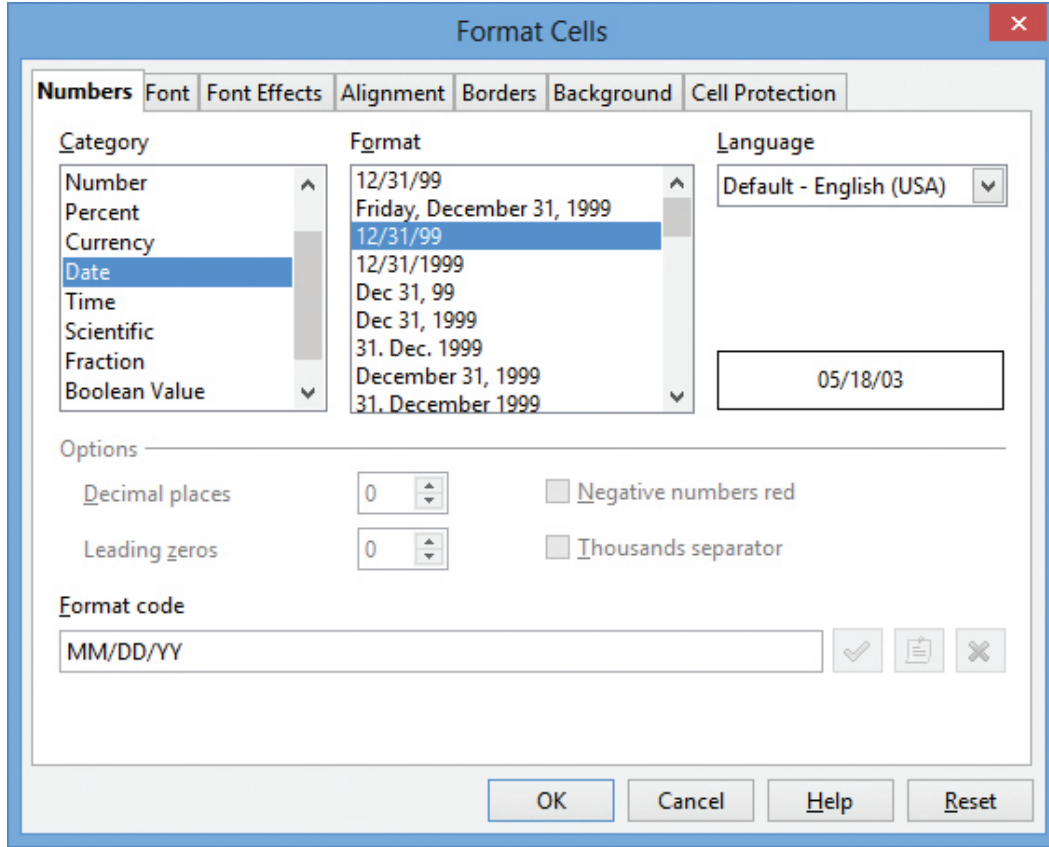 Format Cells
Numbers Font Font Effects Alignment Borders Background Cell Protection
Category Format Language
Number
Percent
Currency
Date
Time
Scientific
Fraction
Boolean Value
12/31/99
Friday, December 31, 1999
12/31/99
12/31/1999
Dec 31, 99
Dec 31, 1999
31. Dec. 1999
December 31, 1999
31. December 1999
Default - English (USA)
05/18/03
Options
Decimal places 0 Negative numbers red
Leading zeros 0 Thousands separator
Format code
MM/DD/YY
OK Cancel Help Reset